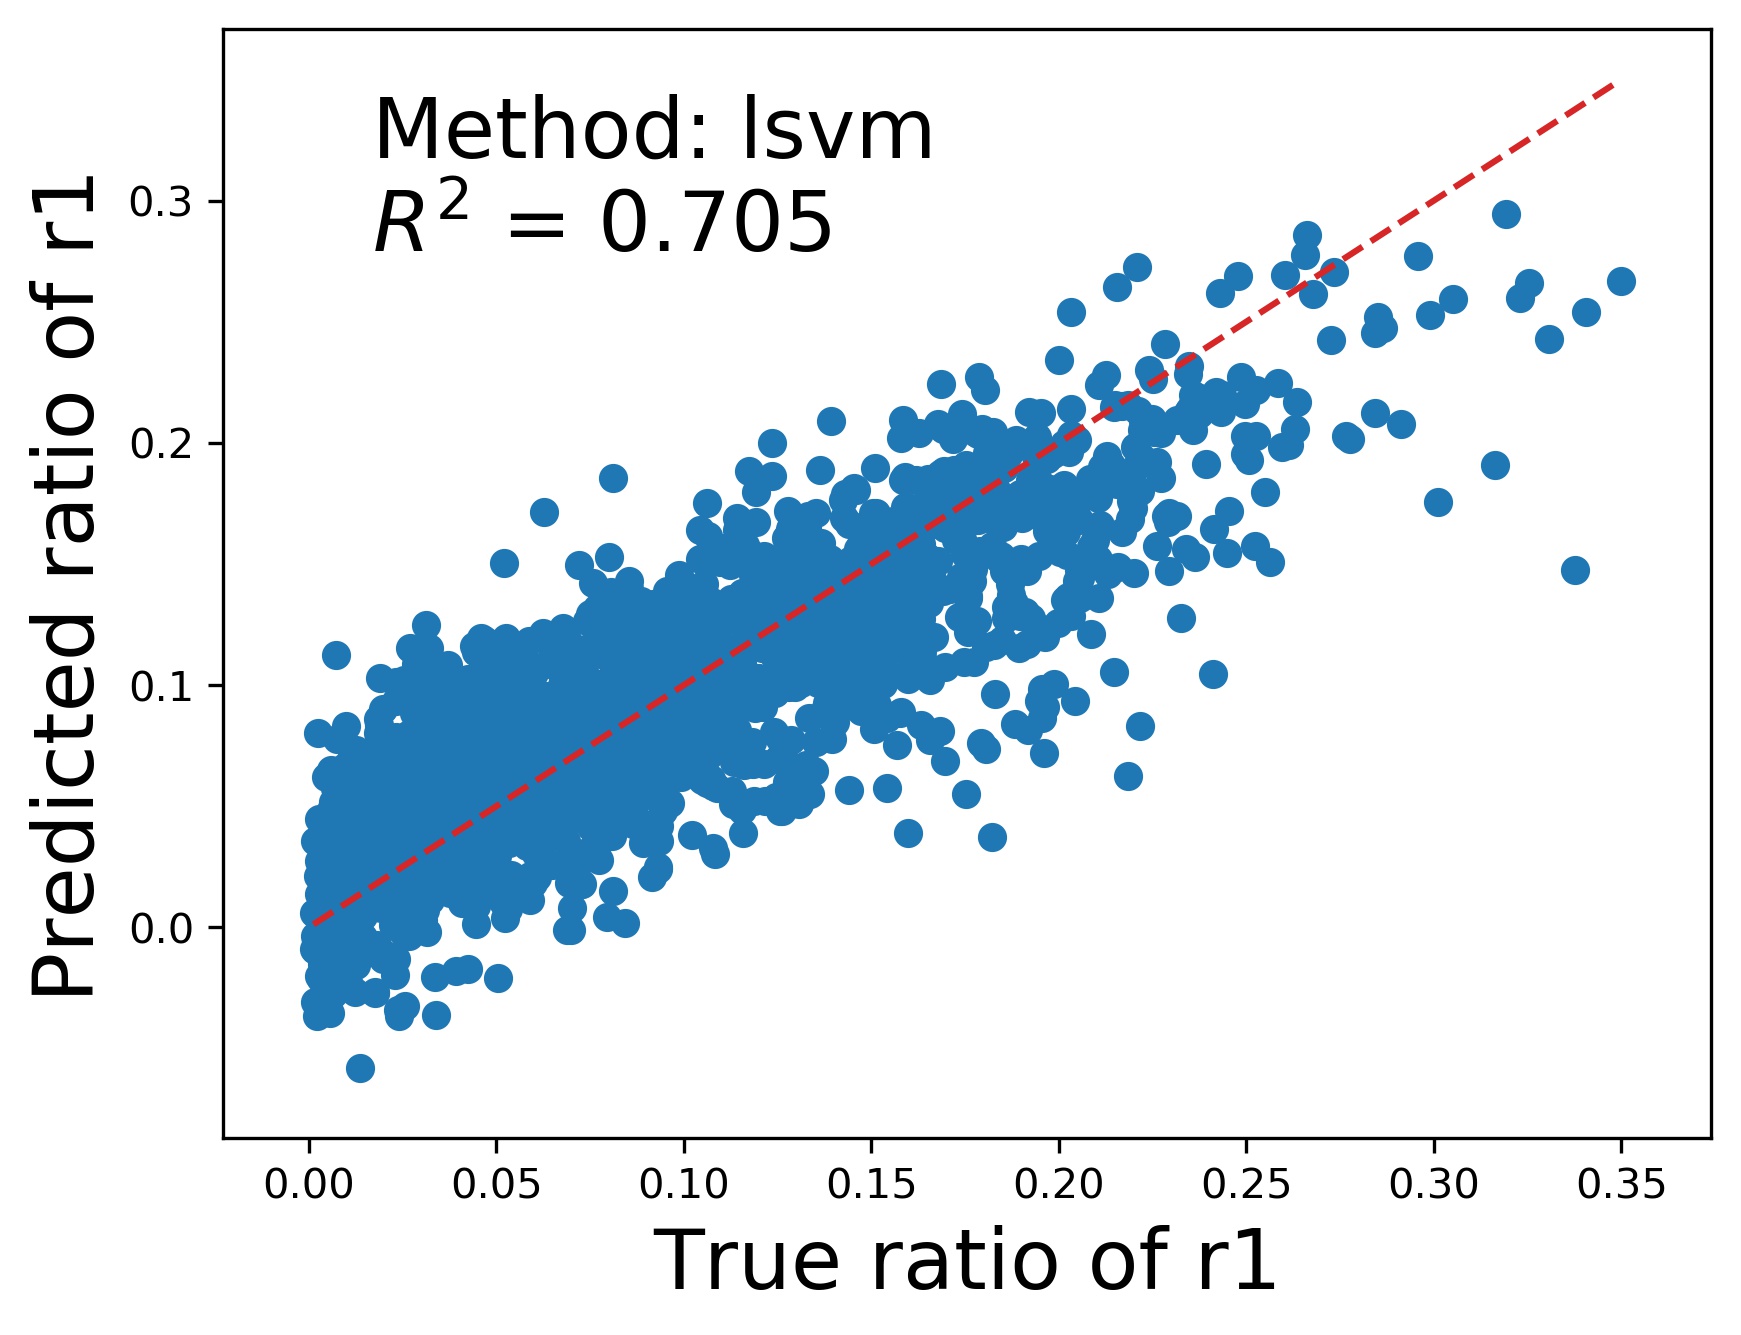 Method: lsvm
R² = 0.705
Predicted ratio of r1
0.3
0.2
0.1
0.0
0.00 0.05 0.10 0.15 0.20 0.25 0.30 0.35
True ratio of r1